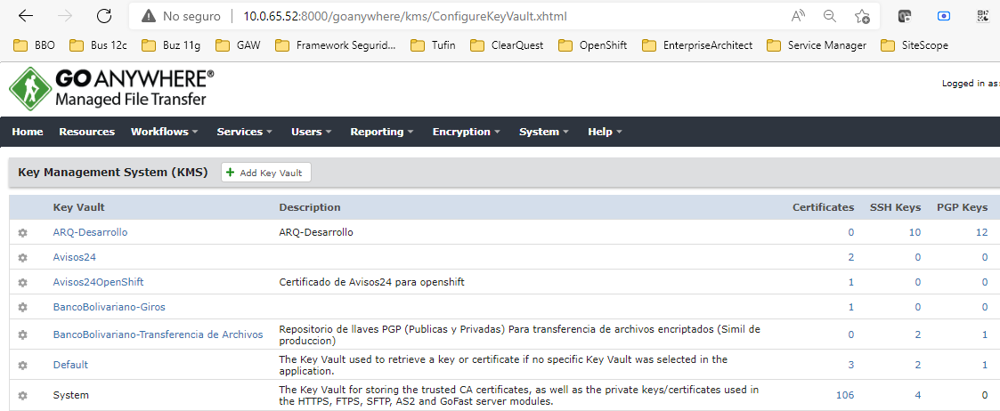 No seguro
10.0.65.52:8000/goanywhere/kms/ConfigureKeyVault.xhtml
BBO Bus 12c Buz 11g GAW Framework Segurid... Tufin ClearQuest OpenShift EnterpriseArchitect Service Manager SiteScope
GO ANYWHERE®
Managed File Transfer
Logged in as:
Home Resources Workflows Services Users Reporting Encryption System Help
Key Management System (KMS) + Add Key Vault
Key Vault Description Certificates SSH Keys PGP Keys
ARQ-Desarrollo ARQ-Desarrollo 0 10 12
Avisos24 2 0 0
Avisos24OpenShift Certificado de Avisos24 para openshift 1 0 0
BancoBolivariano-Giros 1 0 0
BancoBolivariano-Transferencia de Archivos Repositorio de llaves PGP (Publicas y Privadas) Para transferencia de archivos encriptados (Simil de
produccion) 0 2 1
Default The Key Vault used to retrieve a key or certificate if no specific Key Vault was selected in the
application. 3 2 1
System The Key Vault for storing the trusted CA certificates, as well as the private keys/certificates used in
the HTTPS, FTPS, SFTP, AS2 and GoFast server modules. 106 4 0